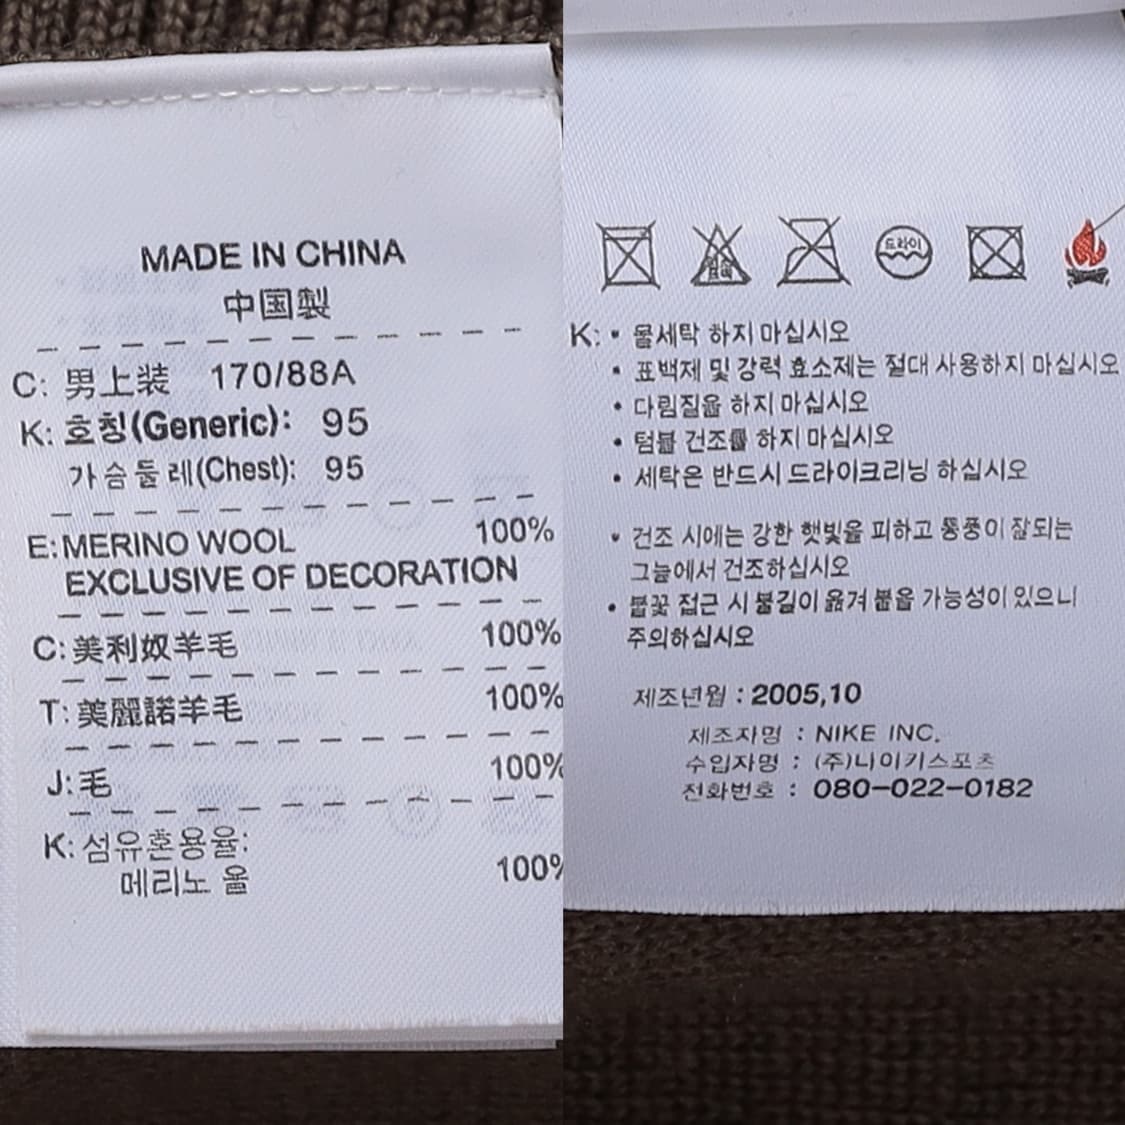 MADE IN CHINA
中国製
C: 男上装 170/88A
K: 호칭(Generic): 95
가슴둘레(Chest): 95
E:MERINO WOOL 100%
EXCLUSIVE OF DECORATION
C:美利奴羊毛 100%
T:美麗諾羊毛 100%
J:毛 100%
K:섬유혼용율:
메리노 울 100%
드라이
K: • 물세탁 하지 마십시오
• 표백제 및 강력 효소제는 절대 사용하지 마십시오
• 다림질을 하지 마십시오
• 텀블 건조를 하지 마십시오
• 세탁은 반드시 드라이크리닝 하십시오
• 건조 시에는 강한 햇빛을 피하고 통풍이 잘되는
그늘에서 건조하십시오
• 불꽃 접근 시 불길이 옮겨 붙을 가능성이 있으니
주의하십시오
제조년월 : 2005,10
제조자명 : NIKE INC.
수입자명 : (주)나이키스포츠
전화번호 : 080-022-0182